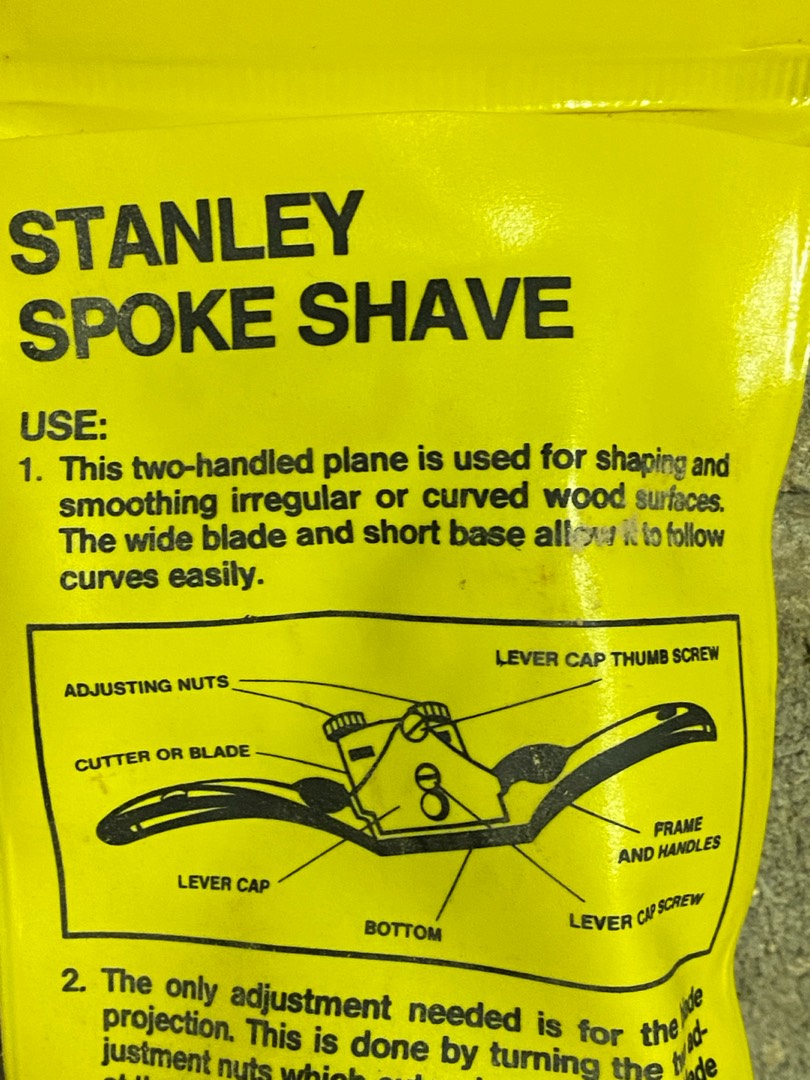 STANLEY
SPOKE SHAVE
USE:
1. This two-handled plane is used for shaping and
smoothing irregular or curved wood surfaces.
The wide blade and short base allow it to follow
curves easily.
LEVER CAP THUMB SCREW
ADJUSTING NUTS
CUTTER OR BLADE
FRAME
AND HANDLES
LEVER CAP
LEVER CAP SCREW
BOTTOM
2. The only adjustment needed is for the blade
projection. This is done by turning the two ad-
justment nuts which